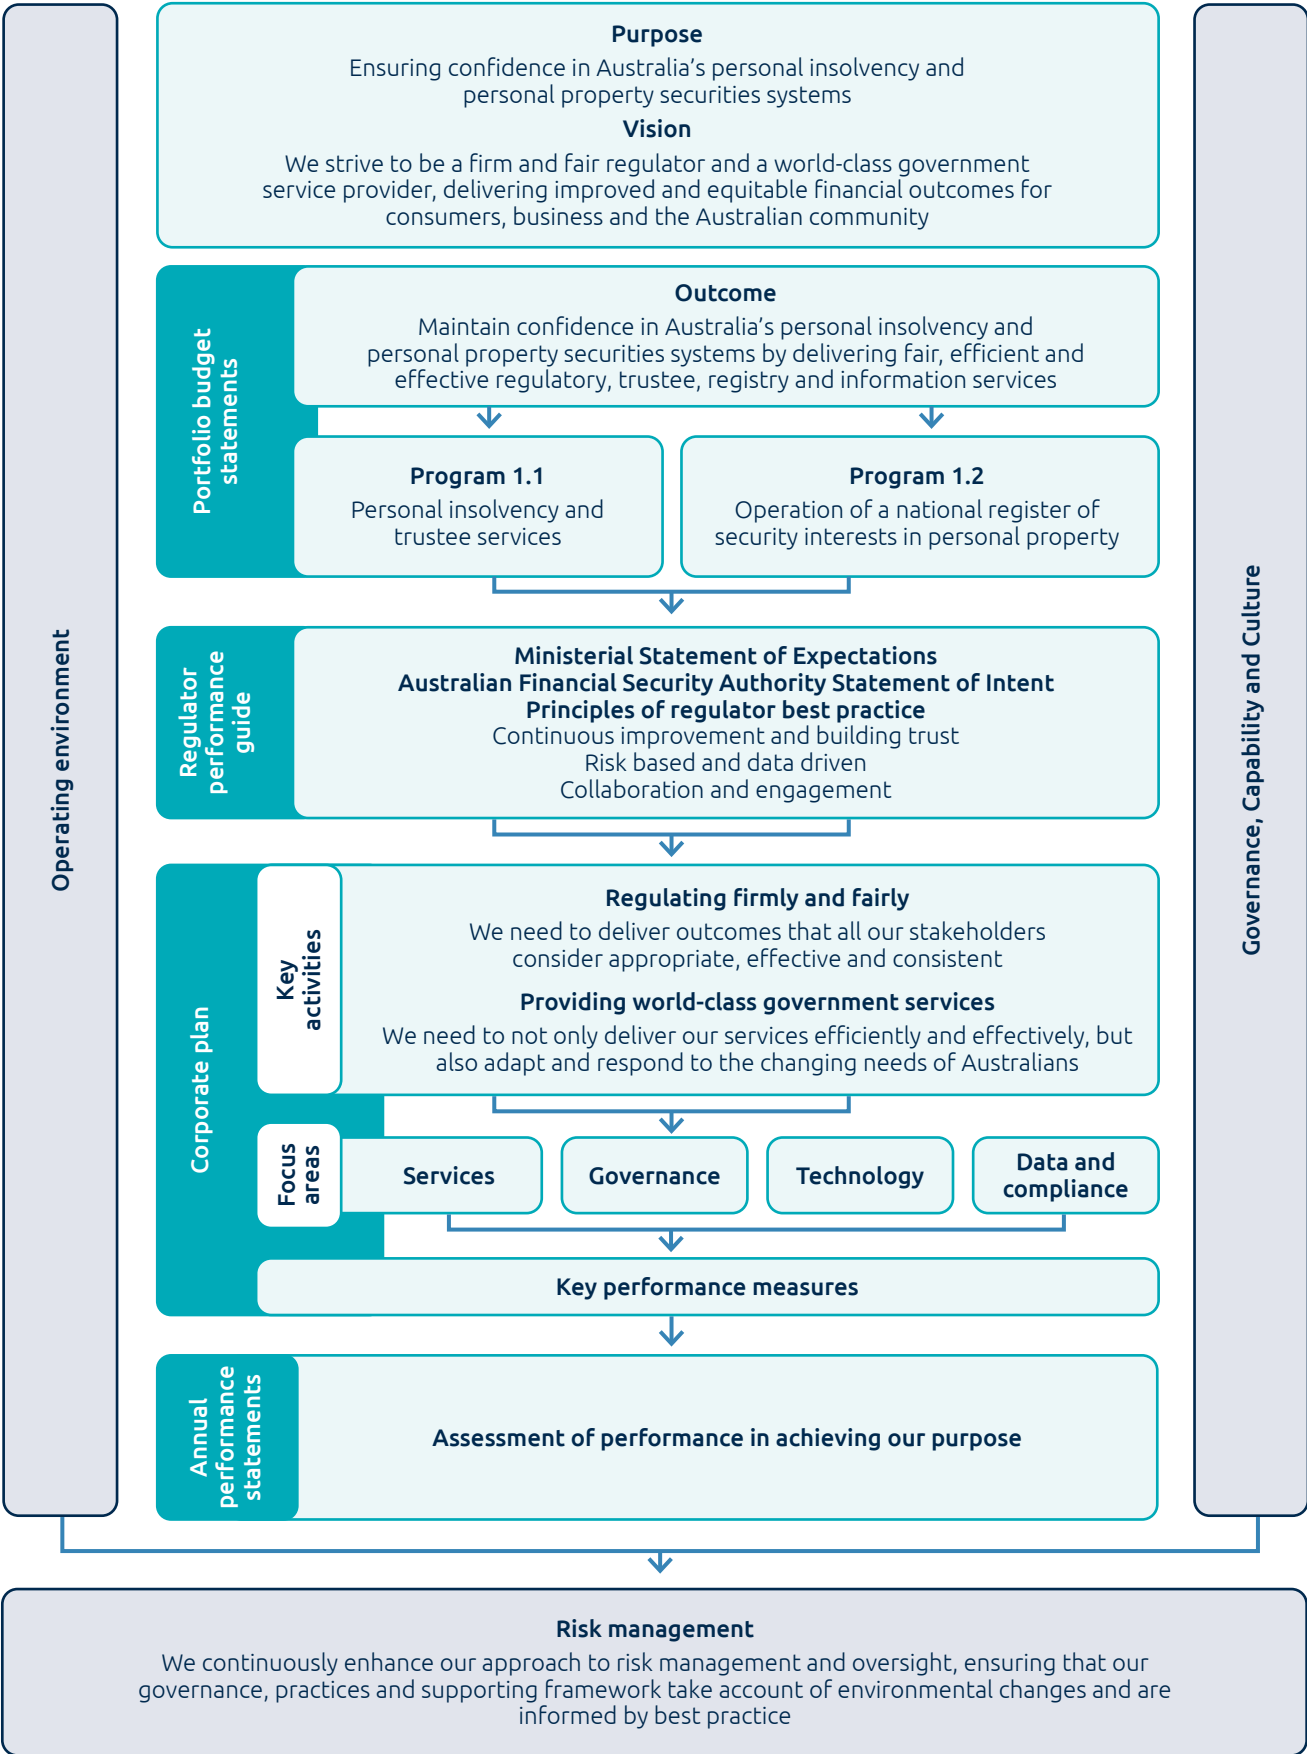 Purpose
Ensuring confidence in Australia’s personal insolvency and
personal property securities systems
Vision
We strive to be a firm and fair regulator and a world-class government
service provider, delivering improved and equitable financial outcomes for
consumers, business and the Australian community
Portfolio budget
statements
Outcome
Maintain confidence in Australia’s personal insolvency and
personal property securities systems by delivering fair, efficient and
effective regulatory, trustee, registry and information services
Program 1.1
Personal insolvency and
trustee services
Program 1.2
Operation of a national register of
security interests in personal property
Regulator
performance
guide
Ministerial Statement of Expectations
Australian Financial Security Authority Statement of Intent
Principles of regulator best practice
Continuous improvement and building trust
Risk based and data driven
Collaboration and engagement
Corporate plan
Key
activities
Regulating firmly and fairly
We need to deliver outcomes that all our stakeholders
consider appropriate, effective and consistent
Providing world-class government services
We need to not only deliver our services efficiently and effectively, but
also adapt and respond to the changing needs of Australians
Focus
areas
Services
Governance
Technology
Data and
compliance
Key performance measures
Annual
performance
statements
Assessment of performance in achieving our purpose
Operating environment
Governance, Capability and Culture
Risk management
We continuously enhance our approach to risk management and oversight, ensuring that our
governance, practices and supporting framework take account of environmental changes and are
informed by best practice